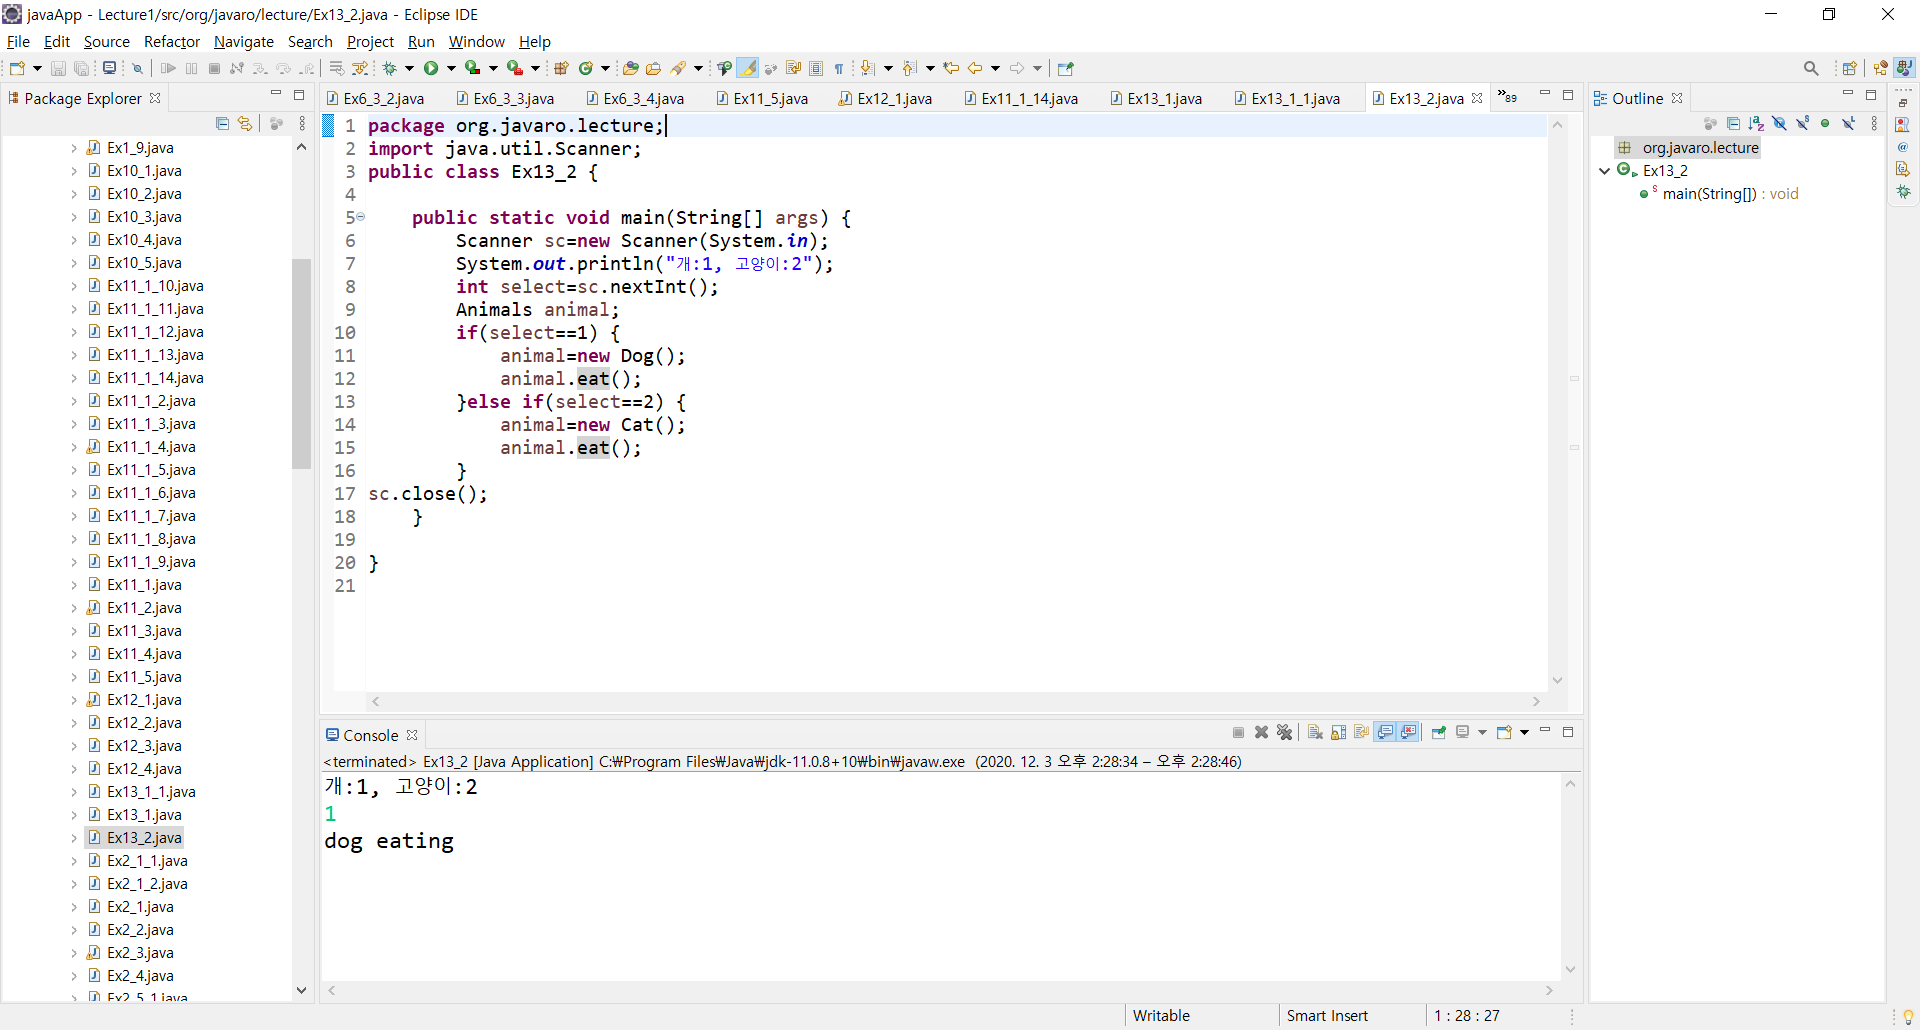 javaApp - Lecture1/src/org/javaro/lecture/Ex13_2.java - Eclipse IDE
File Edit Source Refactor Navigate Search Project Run Window Help
Package Explorer
Ex1_9.java
Ex10_1.java
Ex10_2.java
Ex10_3.java
Ex10_4.java
Ex10_5.java
Ex11_1_10.java
Ex11_1_11.java
Ex11_1_12.java
Ex11_1_13.java
Ex11_1_14.java
Ex11_1_2.java
Ex11_1_3.java
Ex11_1_4.java
Ex11_1_5.java
Ex11_1_6.java
Ex11_1_7.java
Ex11_1_8.java
Ex11_1_9.java
Ex11_1.java
Ex11_2.java
Ex11_3.java
Ex11_4.java
Ex11_5.java
Ex12_1.java
Ex12_2.java
Ex12_3.java
Ex12_4.java
Ex13_1_1.java
Ex13_1.java
Ex13_2.java
Ex2_1_1.java
Ex2_1_2.java
Ex2_1.java
Ex2_2.java
Ex2_3.java
Ex2_4.java
Ex2_5_1.java
Ex6_3_2.java Ex6_3_3.java Ex6_3_4.java Ex11_5.java Ex12_1.java Ex11_1_14.java Ex13_1.java Ex13_1_1.java Ex13_2.java »89
1 package org.javaro.lecture;
2 import java.util.Scanner;
3 public class Ex13_2 {
4
5 public static void main(String[] args) {
6 Scanner sc=new Scanner(System.in);
7 System.out.println("개:1, 고양이:2");
8 int select=sc.nextInt();
9 Animals animal;
10 if(select==1) {
11 animal=new Dog();
12 animal.eat();
13 }else if(select==2) {
14 animal=new Cat();
15 animal.eat();
16 }
17 sc.close();
18 }
19
20 }
21
Console
<terminated> Ex13_2 [Java Application] C:₩Program Files₩Java₩jdk-11.0.8+10₩bin₩javaw.exe (2020. 12. 3 오후 2:28:34 – 오후 2:28:46)
개:1, 고양이:2
1
dog eating
Outline
org.javaro.lecture
Ex13_2
main(String[]) : void
Writable Smart Insert 1 : 28 : 27